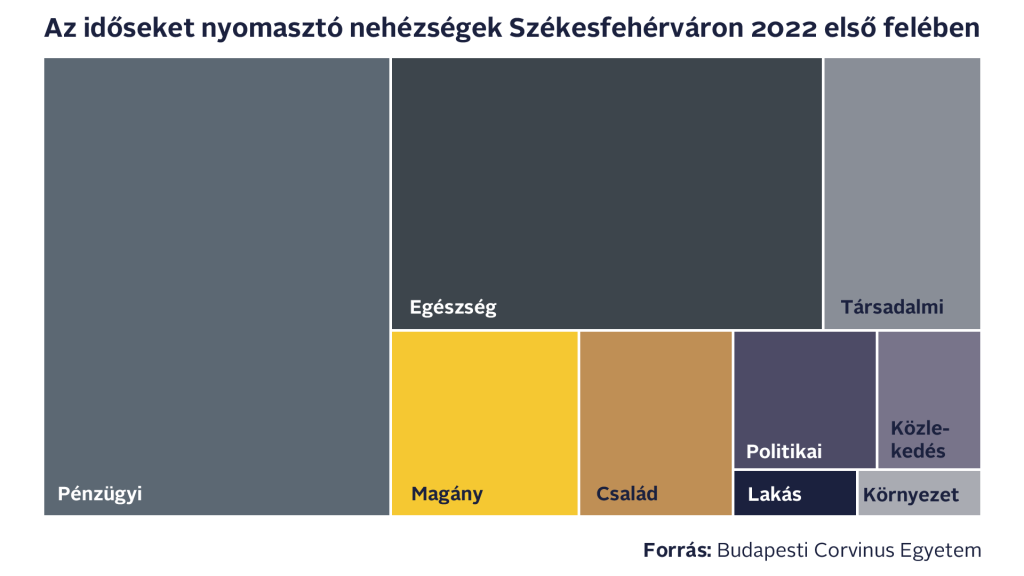 Az időseket nyomasztó nehézségek Székesfehérváron 2022 első felében
Egészség
Társadalmi
Közle-
kedés
Politikai
Pénzügyi
Magány
Család
Lakás
Környezet
Forrás: Budapesti Corvinus Egyetem